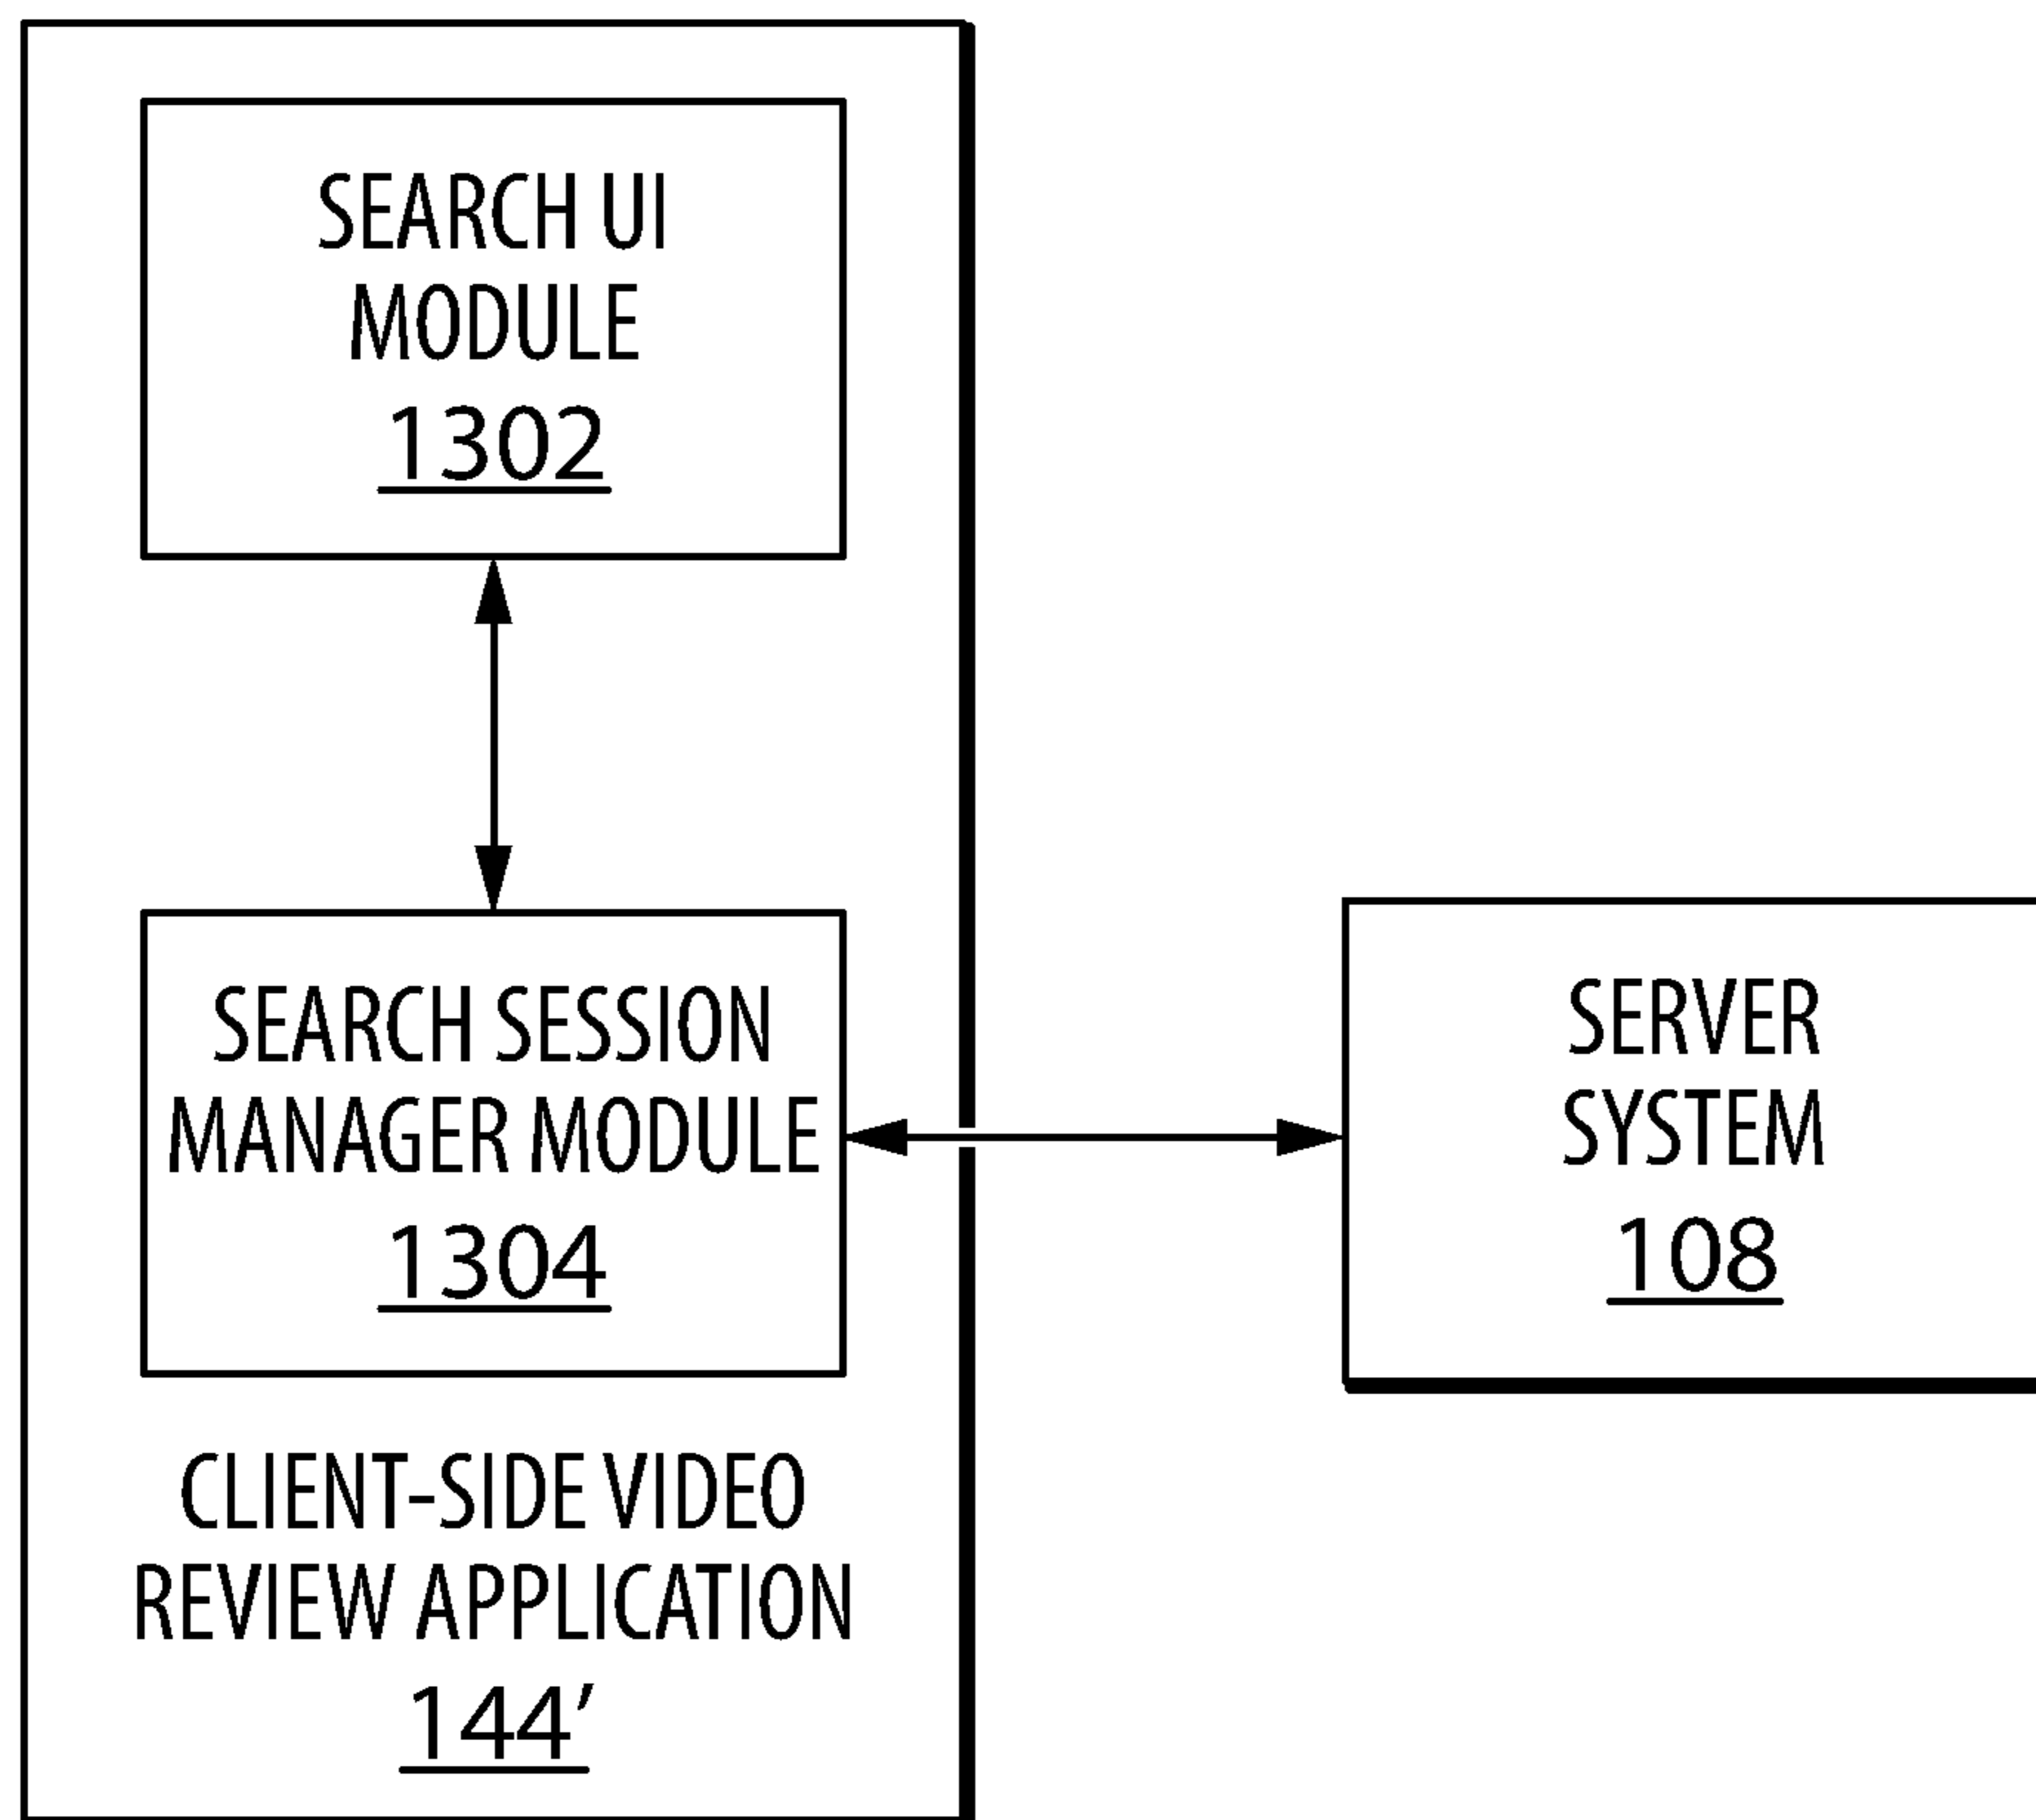 SEARCH UI
MODULE
1302
SEARCH SESSION
MANAGER MODULE
1304
CLIENT-SIDE VIDEO
REVIEW APPLICATION
144'
SERVER
SYSTEM
108